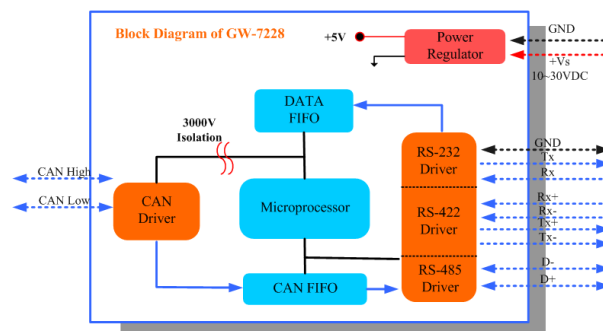 Block Diagram of GW-7228
+5V
Power
Regulator
GND
+Vs
10~30VDC
3000V
Isolation
DATA
FIFO
CAN High
CAN Low
CAN
Driver
Microprocessor
CAN FIFO
RS-232
Driver
RS-422
Driver
RS-485
Driver
GND
Tx
Rx
Rx+
Rx-
Tx+
Tx-
D-
D+